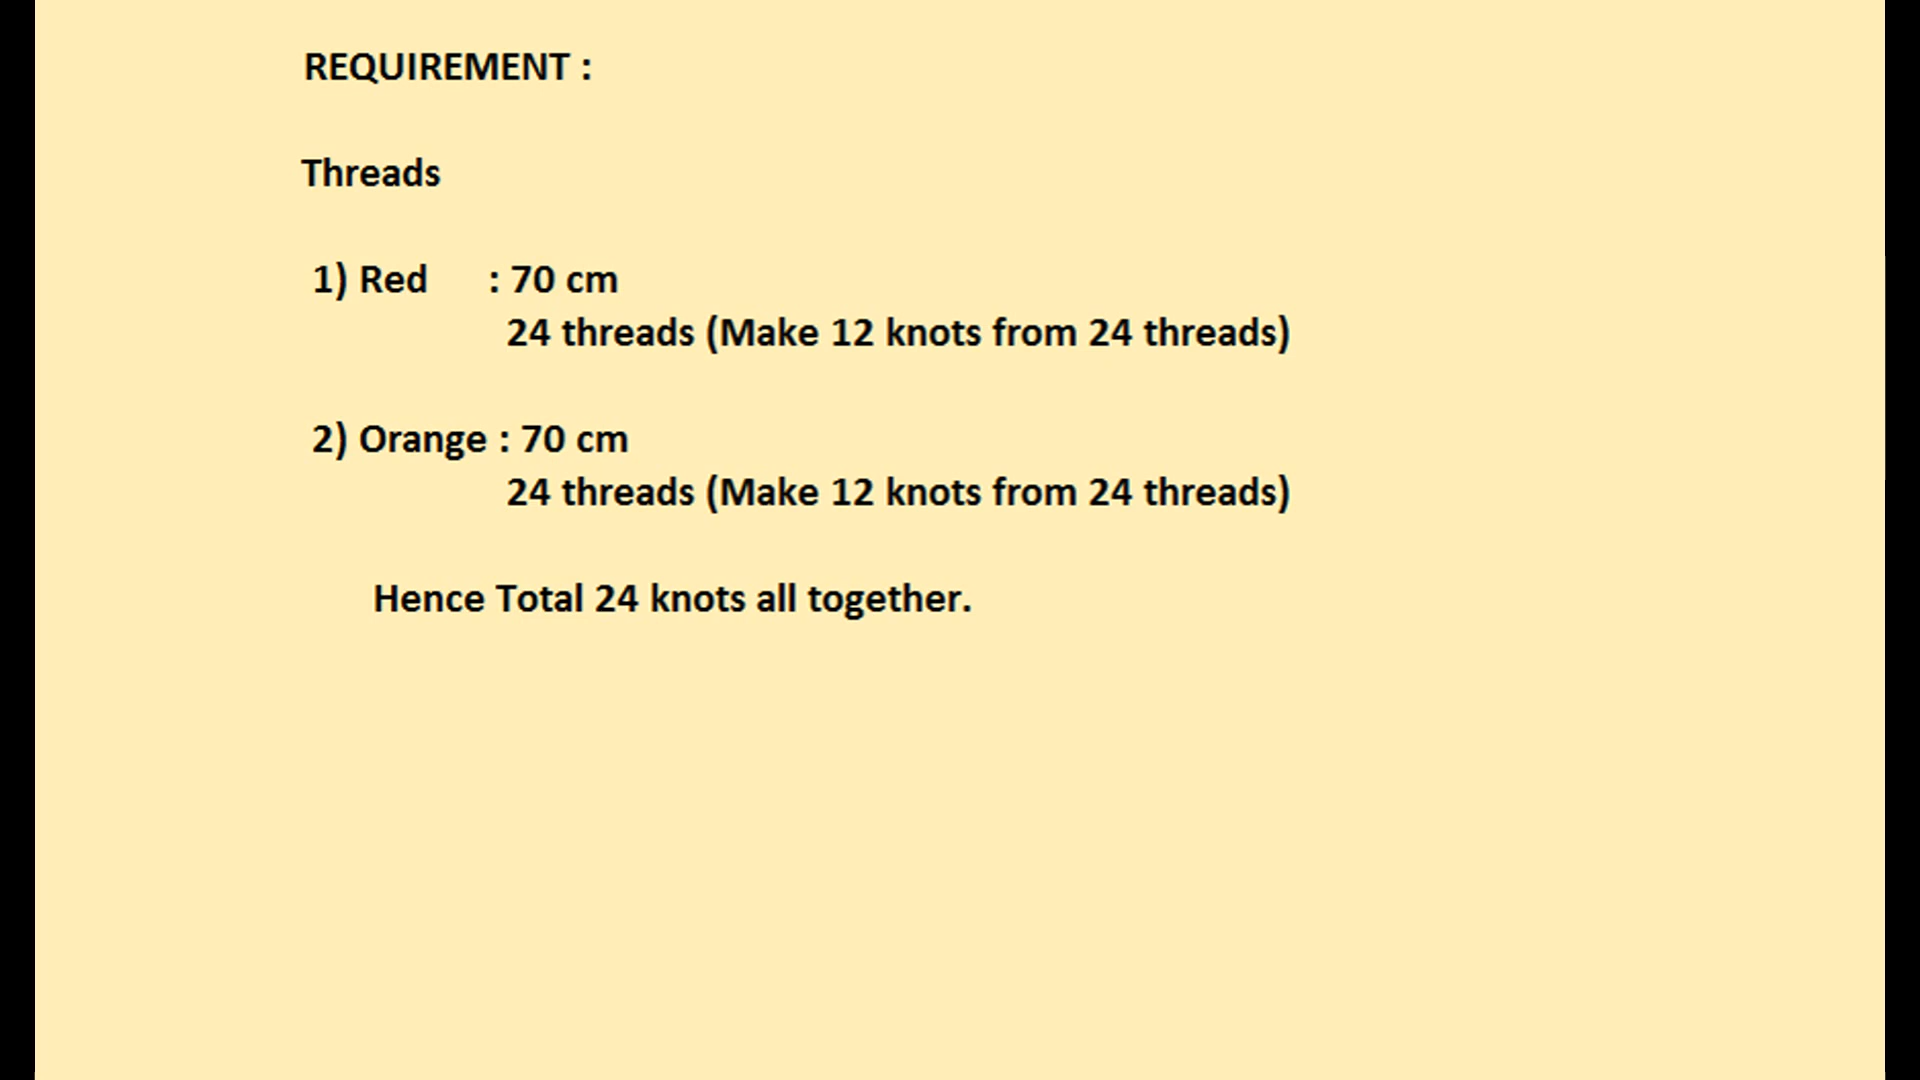 REQUIREMENT :
Threads
1) Red : 70 cm
24 threads (Make 12 knots from 24 threads)
2) Orange : 70 cm
24 threads (Make 12 knots from 24 threads)
Hence Total 24 knots all together.